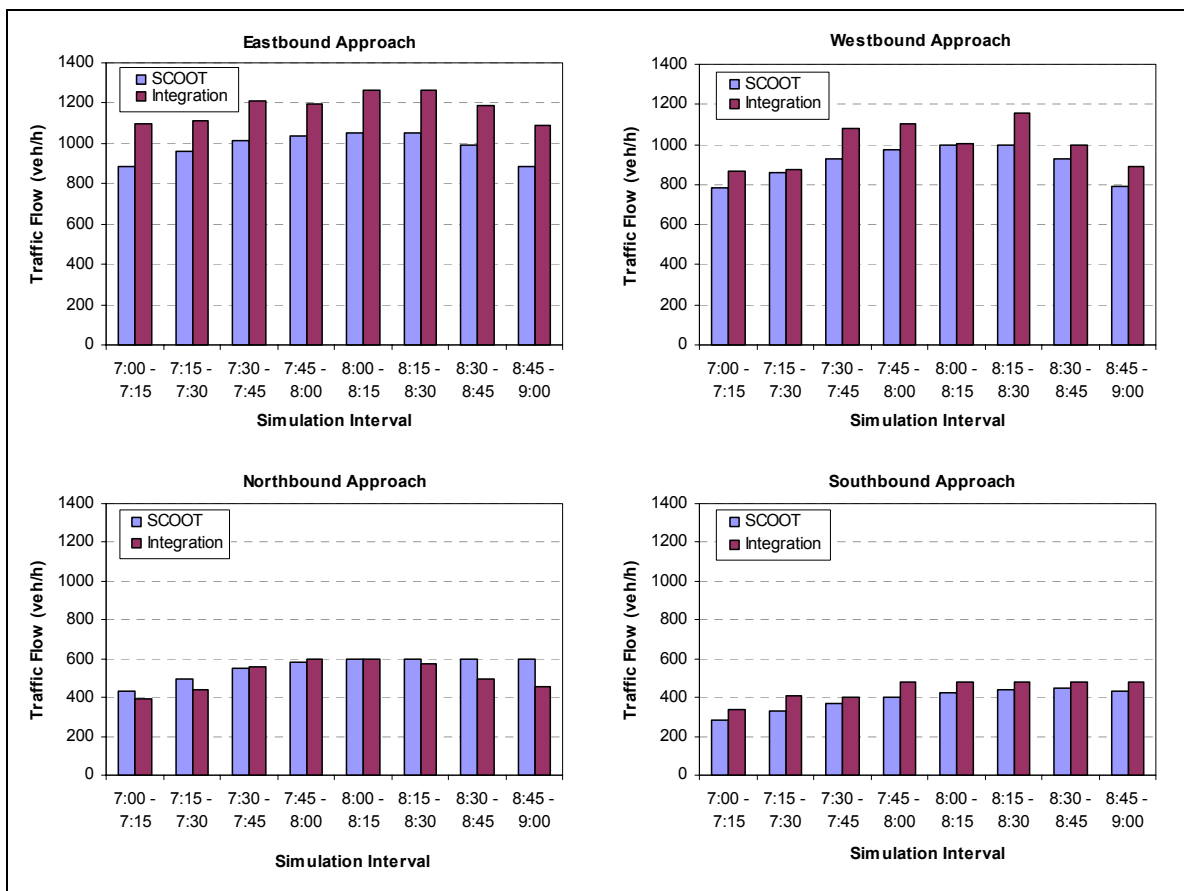 Eastbound Approach
Traffic Flow (veh/h)
1400
1200
1000
800
600
400
200
0
SCOOT
Integration
7:00 - 7:15 - 7:30 - 7:45 - 8:00 - 8:15 - 8:30 - 8:45 -
7:15 7:30 7:45 8:00 8:15 8:30 8:45 9:00
Simulation Interval
Westbound Approach
Traffic Flow (veh/h)
1400
1200
1000
800
600
400
200
0
SCOOT
Integration
7:00 - 7:15 - 7:30 - 7:45 - 8:00 - 8:15 - 8:30 - 8:45 -
7:15 7:30 7:45 8:00 8:15 8:30 8:45 9:00
Simulation Interval
Northbound Approach
Traffic Flow (veh/h)
1400
1200
1000
800
600
400
200
0
SCOOT
Integration
7:00 - 7:15 - 7:30 - 7:45 - 8:00 - 8:15 - 8:30 - 8:45 -
7:15 7:30 7:45 8:00 8:15 8:30 8:45 9:00
Simulation Interval
Southbound Approach
Traffic Flow (veh/h)
1400
1200
1000
800
600
400
200
0
SCOOT
Integration
7:00 - 7:15 - 7:30 - 7:45 - 8:00 - 8:15 - 8:30 - 8:45 -
7:15 7:30 7:45 8:00 8:15 8:30 8:45 9:00
Simulation Interval